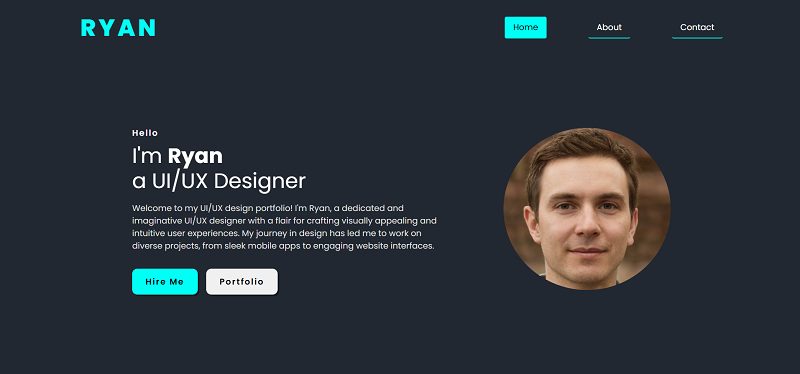 RYAN
Home
About
Contact
Hello
I'm Ryan
a UI/UX Designer
Welcome to my UI/UX design portfolio! I'm Ryan, a dedicated and
imaginative UI/UX designer with a flair for crafting visually appealing and
intuitive user experiences. My journey in design has led me to work on
diverse projects, from sleek mobile apps to engaging website interfaces.
Hire Me
Portfolio